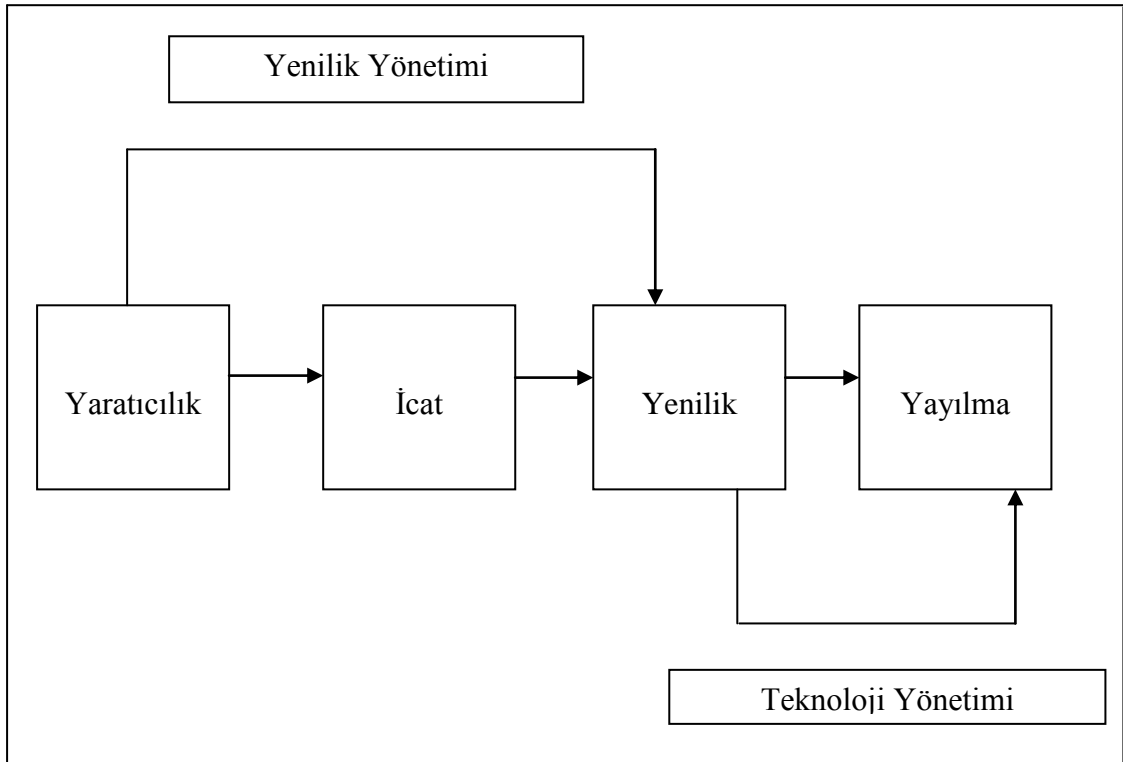 Yenilik Yönetimi
Yaratıcılık
İcat
Yenilik
Yayılma
Teknoloji Yönetimi